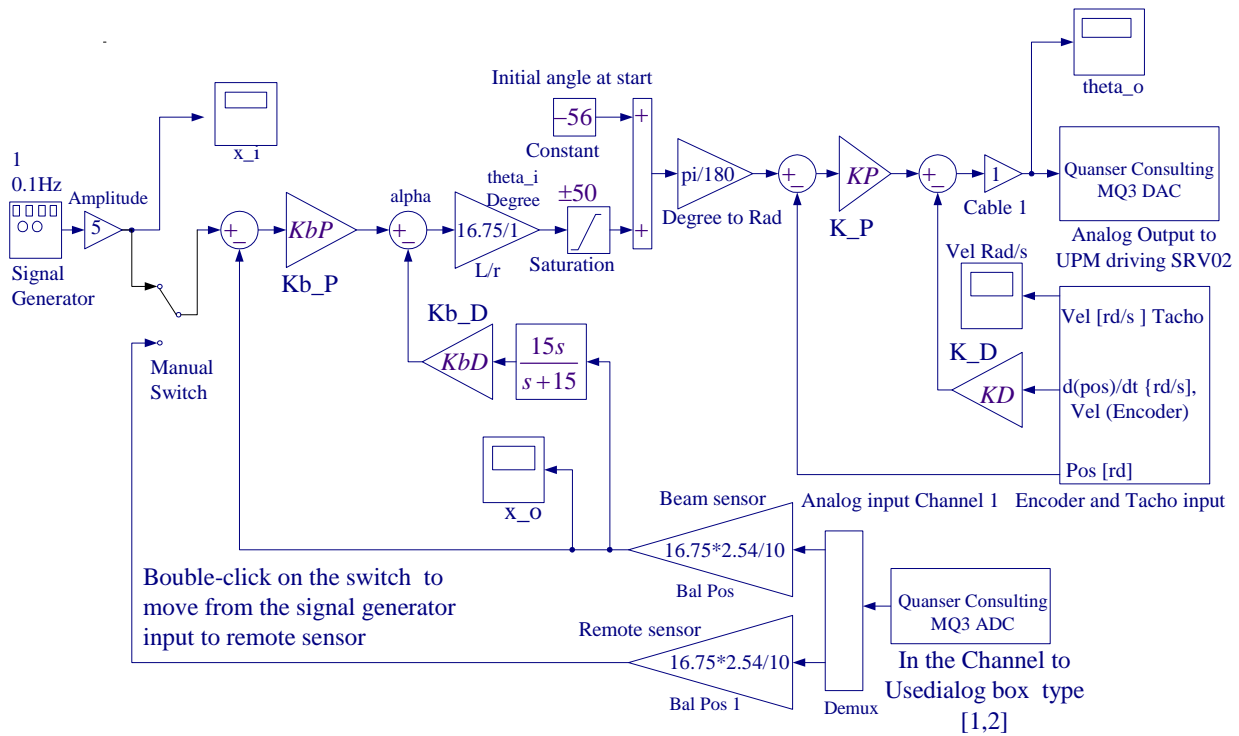 Initial angle at start
−56
Constant
+
+
theta_o
x_i
1
0.1Hz
Amplitude
5
Signal
Generator
+
−
KbP
Kb_P
alpha
+
−
theta_i
Degree
16.75/1
L/r
±50
Saturation
pi/180
Degree to Rad
+
−
KP
K_P
+
−
1
Cable 1
Quanser Consulting
MQ3 DAC
Analog Output to
UPM driving SRV02
Vel Rad/s
Vel [rd/s ] Tacho
K_D
KD
d(pos)/dt {rd/s],
Vel (Encoder)
Pos [rd]
Analog input Channel 1
Encoder and Tacho input
Manual
Switch
Kb_D
KbD
15s
s+15
x_o
Beam sensor
16.75*2.54/10
Bal Pos
Bouble-click on the switch to
move from the signal generator
input to remote sensor
Remote sensor
16.75*2.54/10
Bal Pos 1
Demux
Quanser Consulting
MQ3 ADC
In the Channel to
Usedialog box type
[1,2]